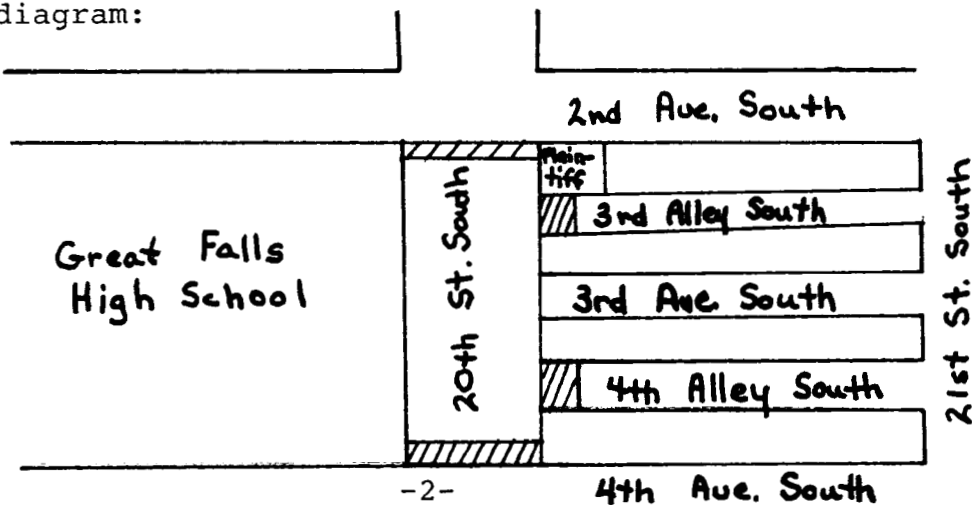 diagram:
2nd Ave. South
Plain-
tiff
3rd Alley South
Great Falls
High School
20th St. South
3rd Ave. South
4th Alley South
21st St. South
-2-
4th Ave. South